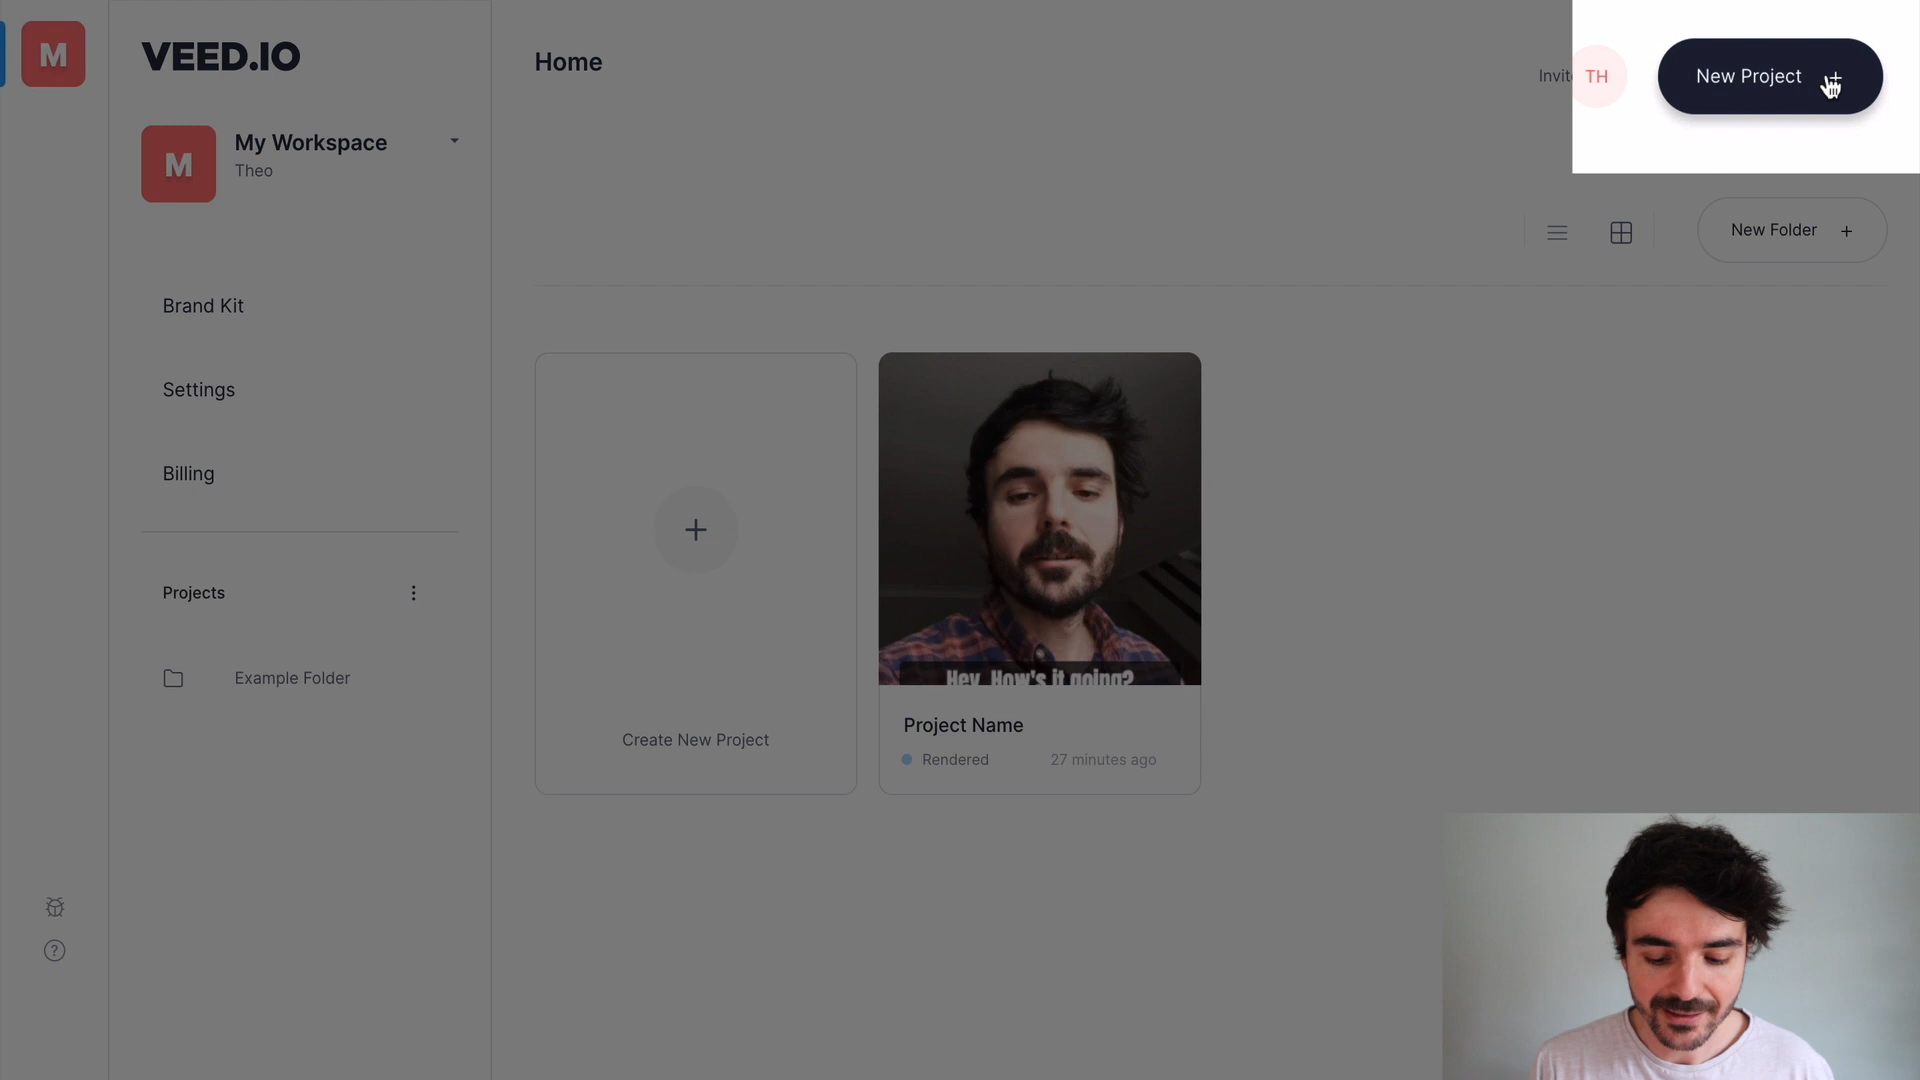 M
VEED.IO
Home
Invite
TH
New Project +
M
My Workspace
Theo
New Folder +
Brand Kit
Settings
Billing
Projects
Example Folder
+
Create New Project
Hey, How's it going?
Project Name
Rendered
27 minutes ago
?